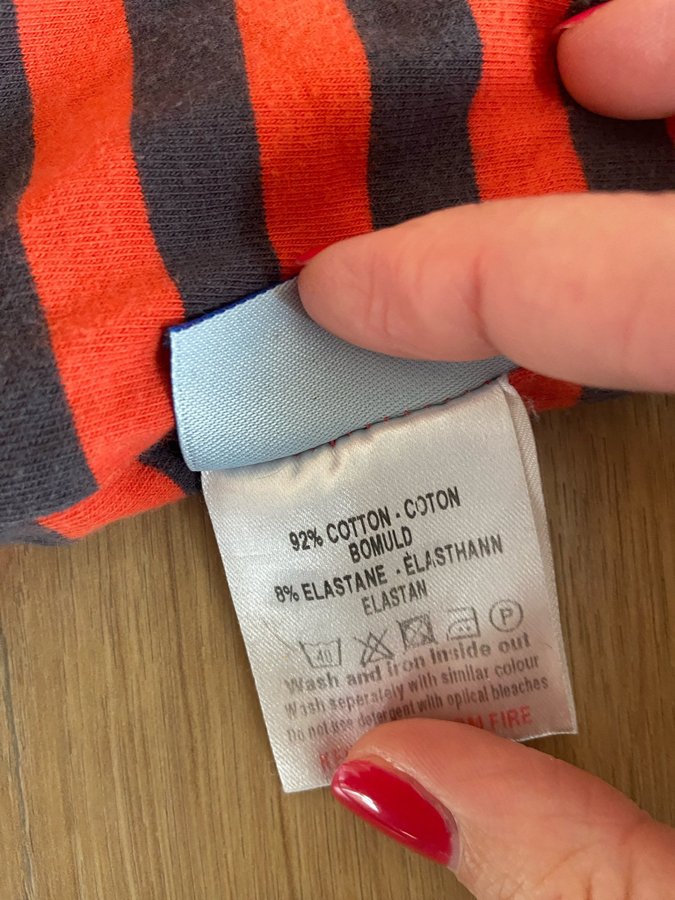 92% COTTON · COTON
BOMULD
8% ELASTANE · ELASTHANN
ELASTAN
40 P
Wash and iron Inside out
Wash seperately with similar colour
Do not use detergent with optical bleaches
FIRE